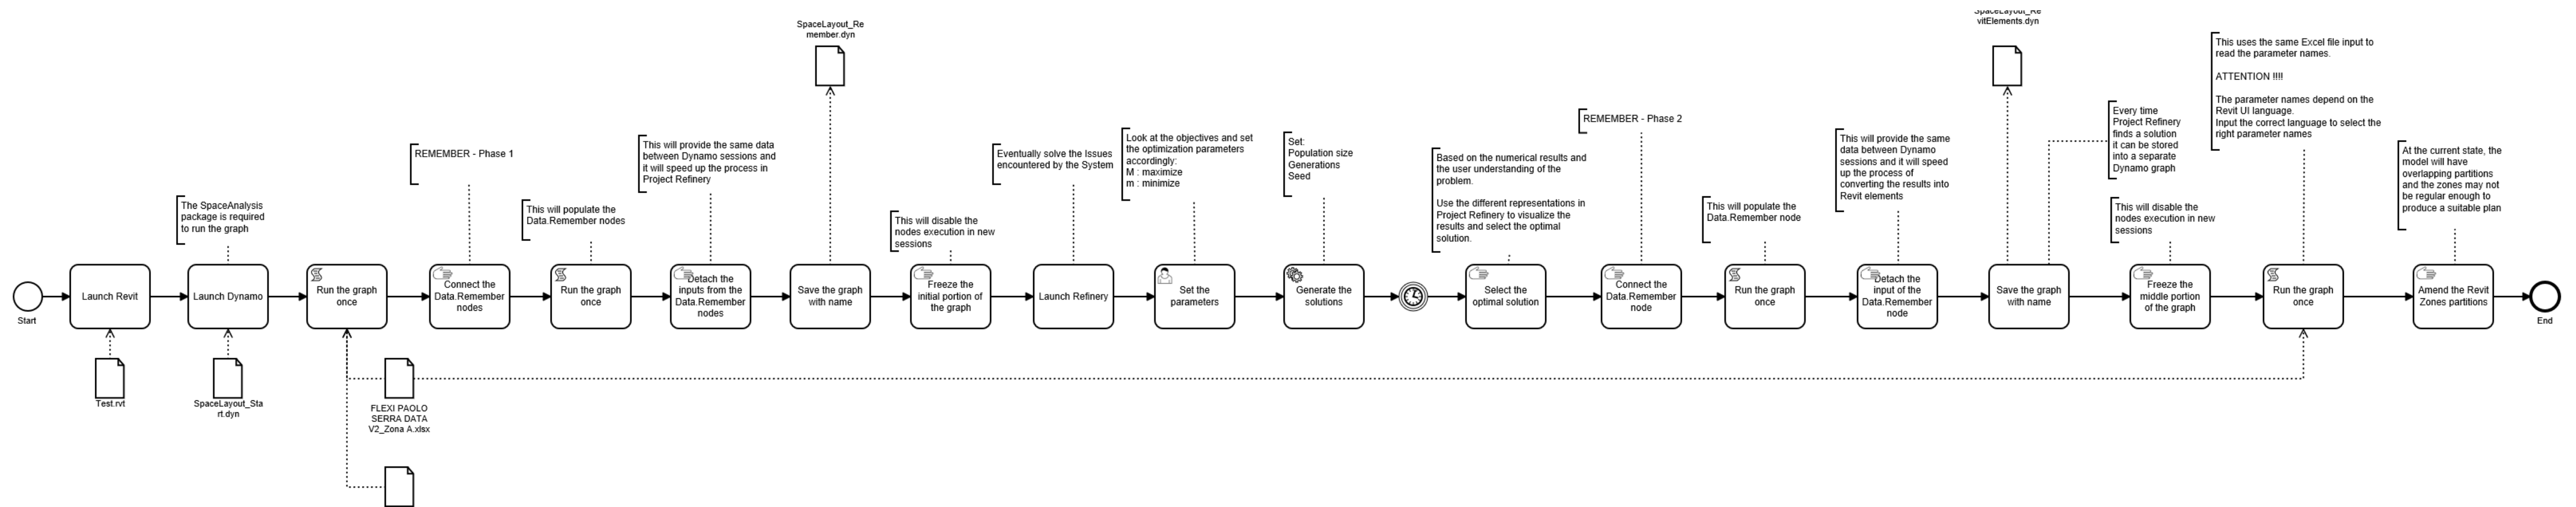 SpaceLayout_Re
member.dyn
SpaceLayout_Re
vitElements.dyn
This uses the same Excel file input to
read the parameter names.
ATTENTION !!!!
The parameter names depend on the
Revit UI language.
Input the correct language to select the
right parameter names
REMEMBER - Phase 1
This will provide the same data
between Dynamo sessions and
it will speed up the process in
Project Refinery
Eventually solve the Issues
encountered by the System
Look at the objectives and set
the optimization parameters
accordingly:
M : maximize
m : minimize
Set:
Population size
Generations
Seed
Based on the numerical results and
the user understanding of the
problem.
Use the different representations in
Project Refinery to visualize the
results and select the optimal
solution.
REMEMBER - Phase 2
This will provide the same
data between Dynamo
sessions and it will speed
up the process of
converting the results into
Revit elements
Every time
Project Refinery
finds a solution
it can be stored
into a separate
Dynamo graph
At the current state, the
model will have
overlapping partitions
and the zones may not
be regular enough to
produce a suitable plan
The SpaceAnalysis
package is required
to run the graph
This will populate the
Data.Remember nodes
This will disable the
nodes execution in new
sessions
This will populate the
Data.Remember node
This will disable the
nodes execution in new
sessions
Start
Launch Revit
Launch Dynamo
Run the graph
once
Connect the
Data.Remember
nodes
Run the graph
once
Detach the
inputs from the
Data.Remember
nodes
Save the graph
with name
Freeze the
initial portion of
the graph
Launch Refinery
Set the
parameters
Generate the
solutions
Select the
optimal solution
Connect the
Data.Remember
node
Run the graph
once
Detach the
input of the
Data.Remember
node
Save the graph
with name
Freeze the
middle portion
of the graph
Run the graph
once
Amend the Revit
Zones partitions
End
Test.rvt
SpaceLayout_Sta
rt.dyn
FLEXI PAOLO
SERRA DATA
V2_Zona A.xlsx